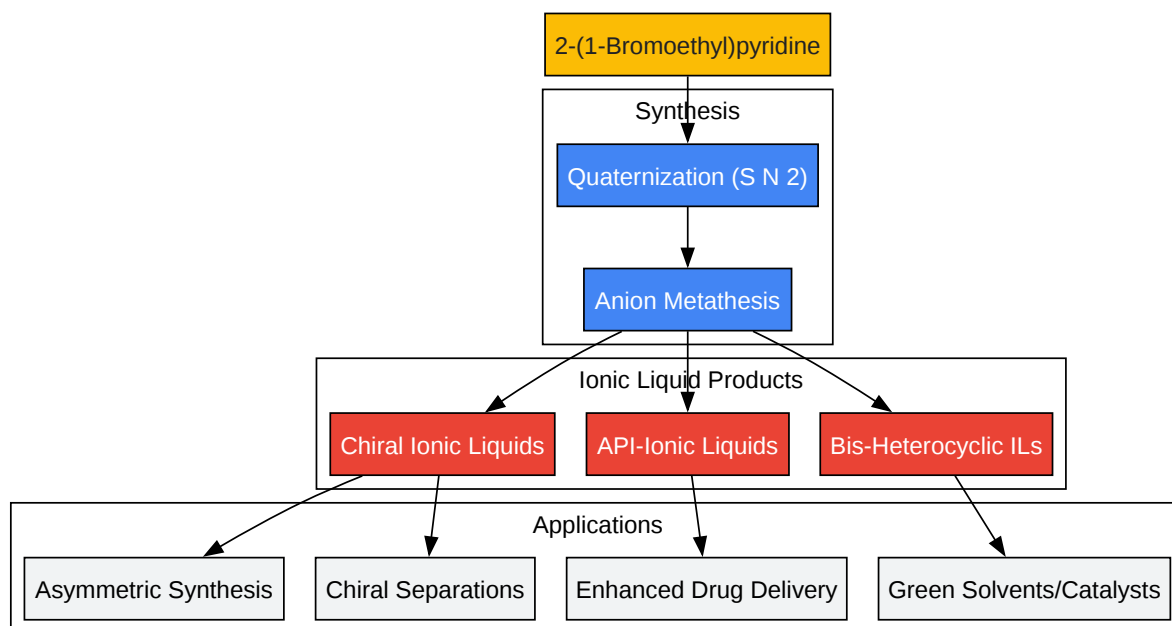 2-(1-Bromoethyl)pyridine
Synthesis
Quaternization (S N 2)
Anion Metathesis
Ionic Liquid Products
Chiral Ionic Liquids
API-Ionic Liquids
Bis-Heterocyclic ILs
Applications
Asymmetric Synthesis
Chiral Separations
Enhanced Drug Delivery
Green Solvents/Catalysts